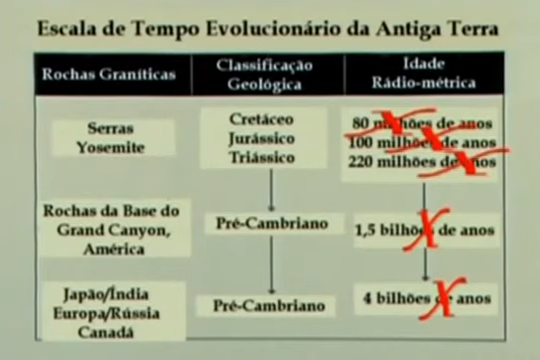 Escala de Tempo Evolucionário da Antiga Terra
Rochas Graníticas
Classificação
Geológica
Idade
Rádio-métrica
Serras
Yosemite
Cretáceo
Jurássico
Triássico
80 milhões de anos
100 milhões de anos
220 milhões de anos
Rochas da Base do
Grand Canyon,
América
Pré-Cambriano
1,5 bilhões de anos
Japão/Índia
Europa/Rússia
Canadá
Pré-Cambriano
4 bilhões de anos